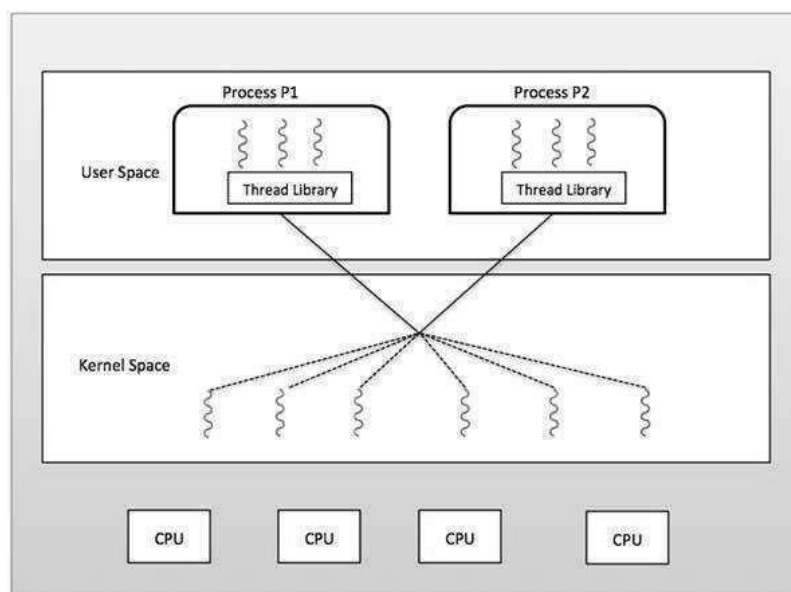 Process P1
Process P2
User Space
Thread Library
Thread Library
Kernel Space
CPU
CPU
CPU
CPU